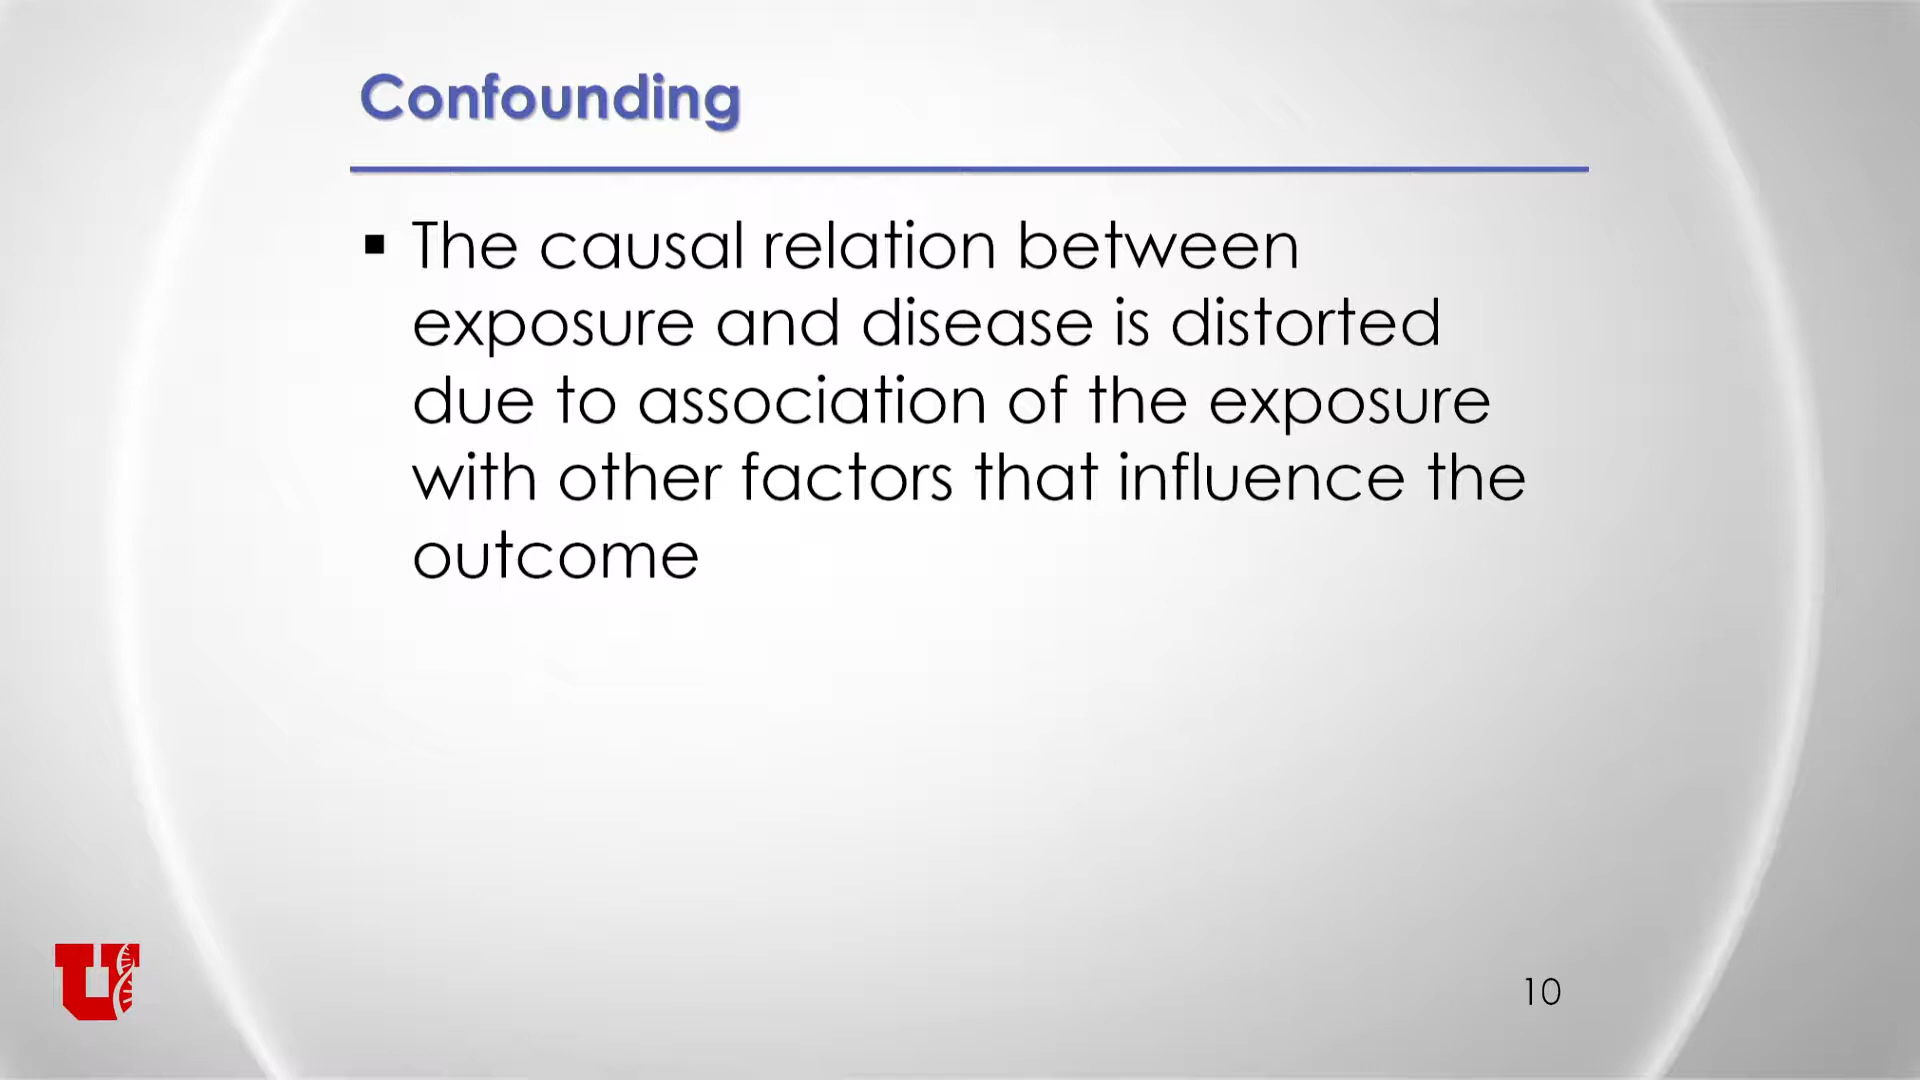 Confounding
▪ The causal relation between
exposure and disease is distorted
due to association of the exposure
with other factors that influence the
outcome
U
10